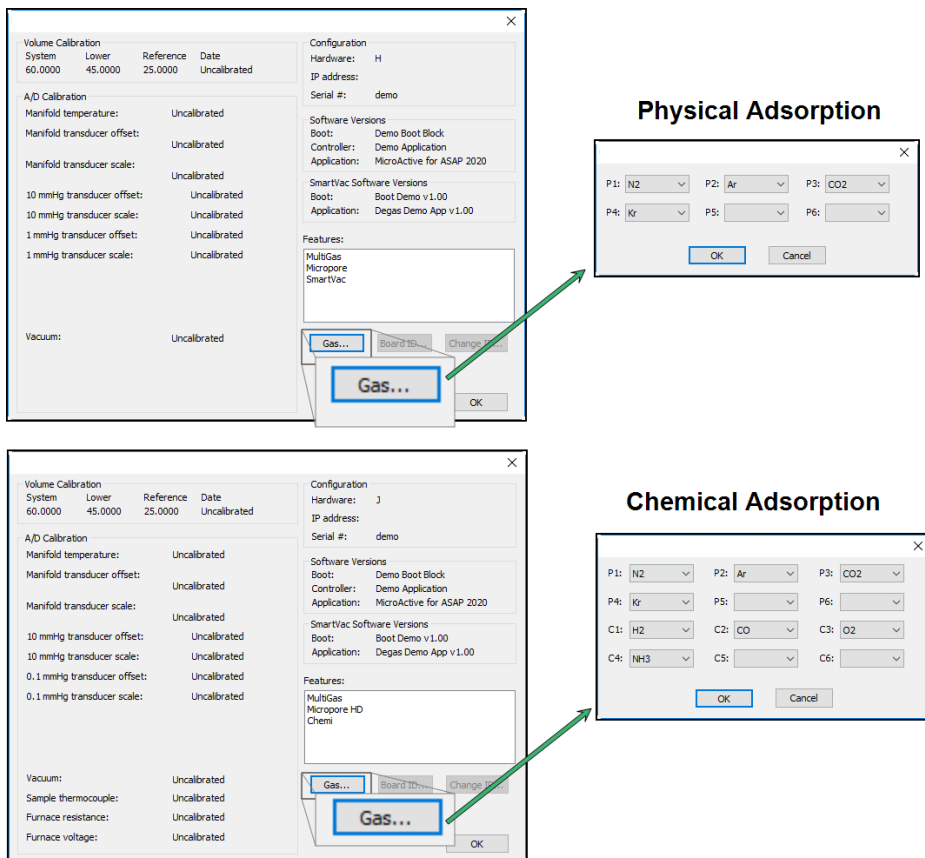 Volume Calibration
System Lower Reference Date
60.0000 45.0000 25.0000 Uncalibrated
A/D Calibration
Manifold temperature: Uncalibrated
Manifold transducer offset:
Uncalibrated
Manifold transducer scale:
Uncalibrated
10 mmHg transducer offset: Uncalibrated
10 mmHg transducer scale: Uncalibrated
1 mmHg transducer offset: Uncalibrated
1 mmHg transducer scale: Uncalibrated
Vacuum: Uncalibrated
Configuration
Hardware: H
IP address:
Serial #: demo
Software Versions
Boot: Demo Boot Block
Controller: Demo Application
Application: MicroActive for ASAP 2020
SmartVac Software Versions
Boot: Boot Demo v1.00
Application: Degas Demo App v1.00
Features:
MultiGas
Micropore
SmartVac
Gas... Board ID... Change ID...
Gas...
OK
Physical Adsorption
P1: N2 P2: Ar P3: CO2
P4: Kr P5: P6:
OK Cancel
Volume Calibration
System Lower Reference Date
60.0000 45.0000 25.0000 Uncalibrated
A/D Calibration
Manifold temperature: Uncalibrated
Manifold transducer offset:
Uncalibrated
Manifold transducer scale:
Uncalibrated
10 mmHg transducer offset: Uncalibrated
10 mmHg transducer scale: Uncalibrated
0.1 mmHg transducer offset: Uncalibrated
0.1 mmHg transducer scale: Uncalibrated
Vacuum: Uncalibrated
Sample thermocouple: Uncalibrated
Furnace resistance: Uncalibrated
Furnace voltage: Uncalibrated
Configuration
Hardware: J
IP address:
Serial #: demo
Software Versions
Boot: Demo Boot Block
Controller: Demo Application
Application: MicroActive for ASAP 2020
SmartVac Software Versions
Boot: Boot Demo v1.00
Application: Degas Demo App v1.00
Features:
MultiGas
Micropore HD
Chemi
Gas... Board ID... Change ID...
Gas...
OK
Chemical Adsorption
P1: N2 P2: Ar P3: CO2
P4: Kr P5: P6:
C1: H2 C2: CO C3: O2
C4: NH3 C5: C6:
OK Cancel